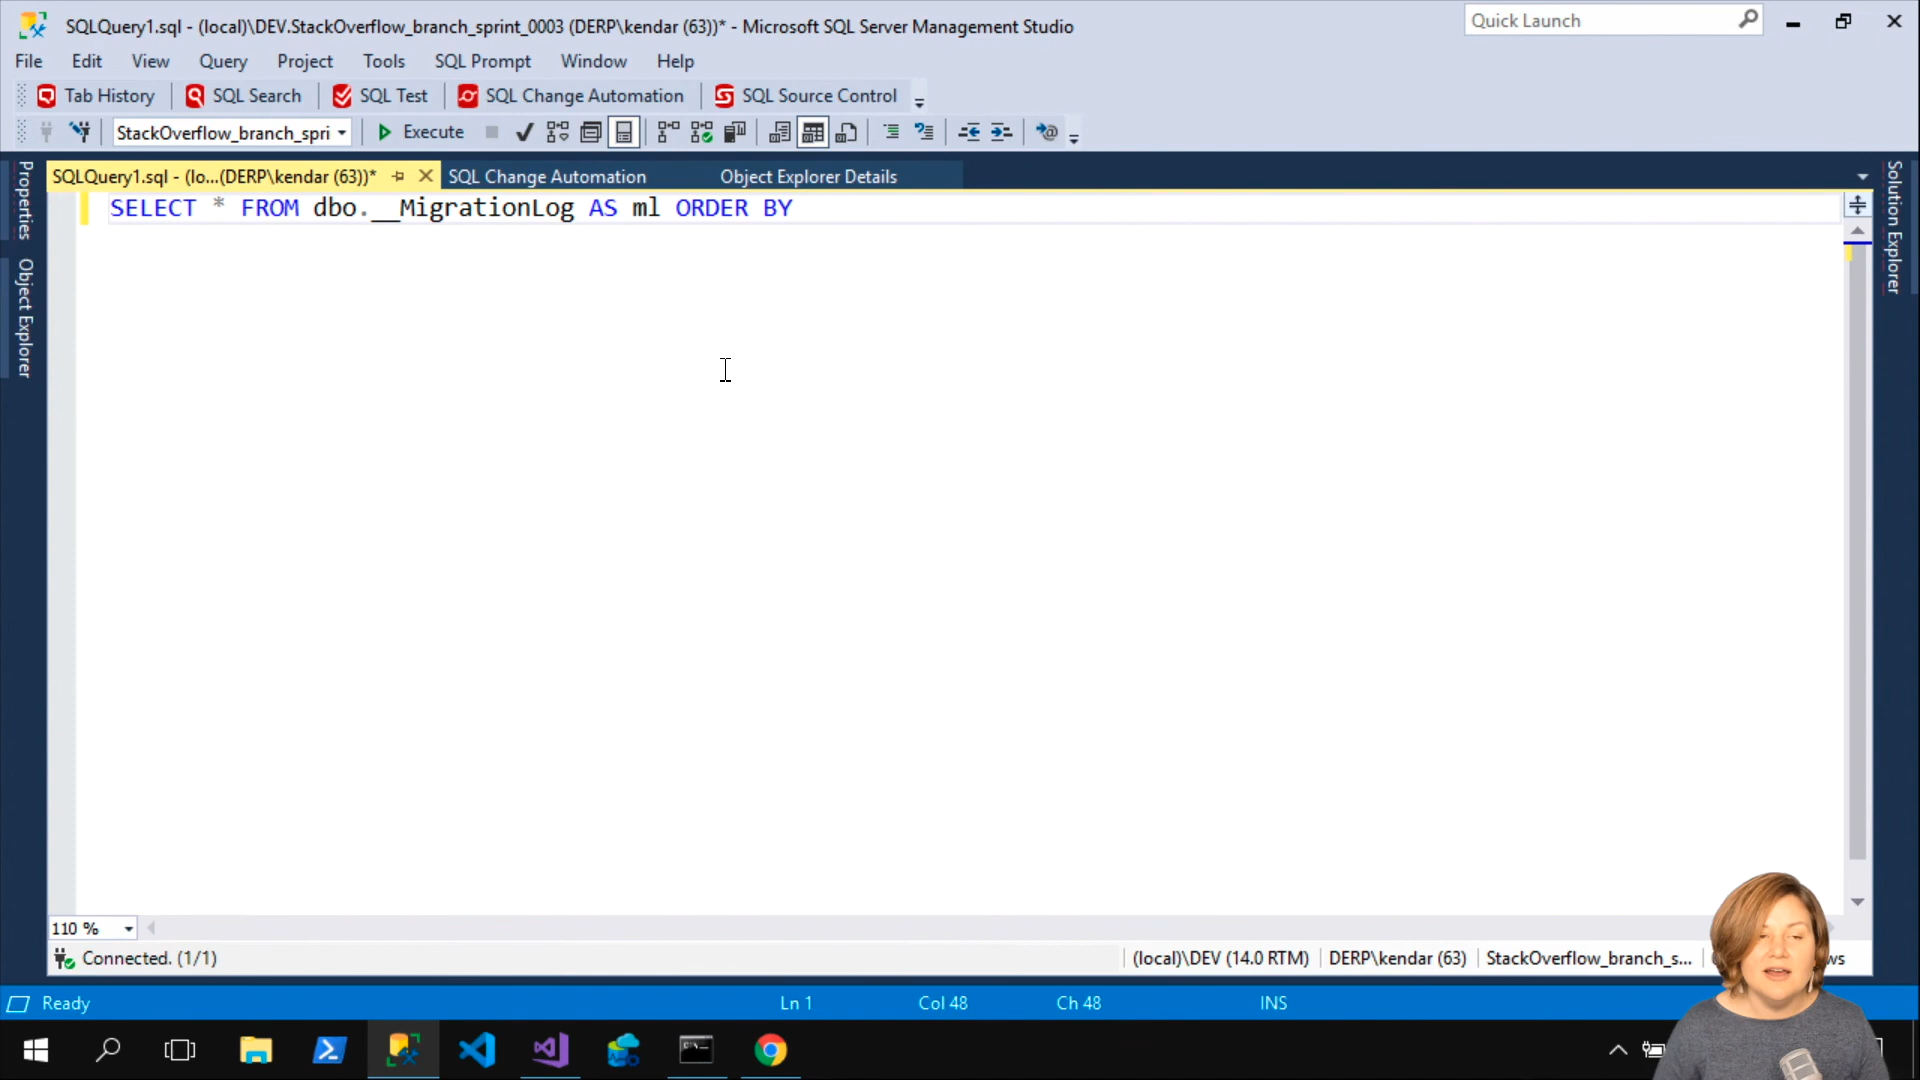 SQLQuery1.sql - (local)\DEV.StackOverflow_branch_sprint_0003 (DERP\kendar (63))* - Microsoft SQL Server Management Studio
Quick Launch
File Edit View Query Project Tools SQL Prompt Window Help
Tab History SQL Search SQL Test SQL Change Automation SQL Source Control
StackOverflow_branch_spri Execute
SQLQuery1.sql - (lo...(DERP\kendar (63))* SQL Change Automation Object Explorer Details
Properties
Object Explorer
Solution Explorer
SELECT * FROM dbo.__MigrationLog AS ml ORDER BY
110 %
Connected. (1/1) (local)\DEV (14.0 RTM) DERP\kendar (63) StackOverflow_branch_s...
Ready Ln 1 Col 48 Ch 48 INS